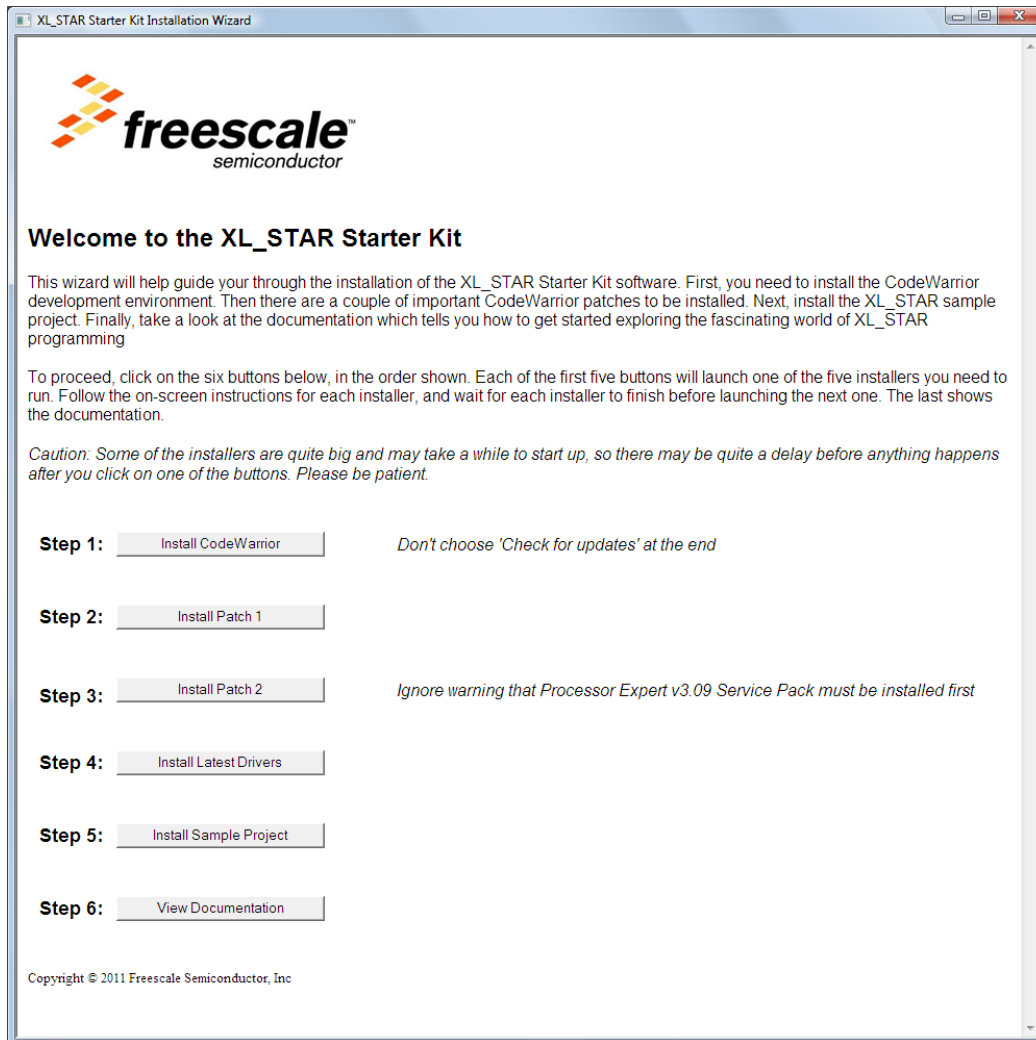 XL_STAR Starter Kit Installation Wizard
freescale™
semiconductor
Welcome to the XL_STAR Starter Kit
This wizard will help guide your through the installation of the XL_STAR Starter Kit software. First, you need to install the CodeWarrior
development environment. Then there are a couple of important CodeWarrior patches to be installed. Next, install the XL_STAR sample
project. Finally, take a look at the documentation which tells you how to get started exploring the fascinating world of XL_STAR
programming
To proceed, click on the six buttons below, in the order shown. Each of the first five buttons will launch one of the five installers you need to
run. Follow the on-screen instructions for each installer, and wait for each installer to finish before launching the next one. The last shows
the documentation.
Caution: Some of the installers are quite big and may take a while to start up, so there may be quite a delay before anything happens
after you click on one of the buttons. Please be patient.
Step 1: Install CodeWarrior Don't choose 'Check for updates' at the end
Step 2: Install Patch 1
Step 3: Install Patch 2 Ignore warning that Processor Expert v3.09 Service Pack must be installed first
Step 4: Install Latest Drivers
Step 5: Install Sample Project
Step 6: View Documentation
Copyright © 2011 Freescale Semiconductor, Inc